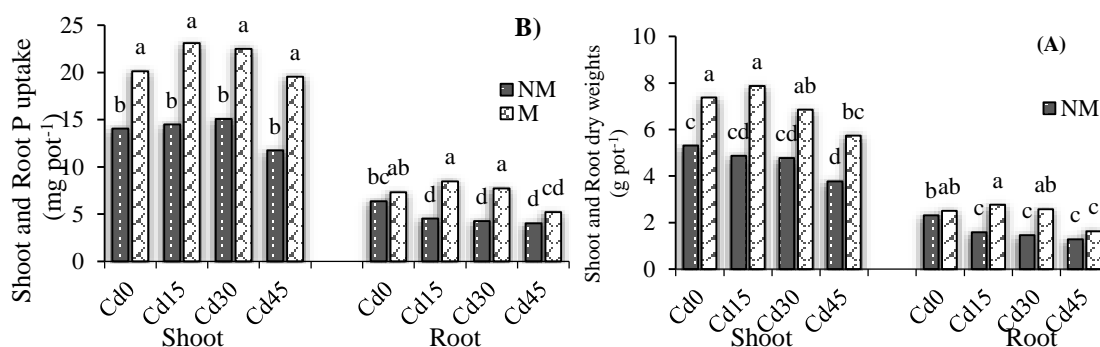 Shoot and Root P uptake
(mg pot-1)
25
20
15
10
5
0
B)
a
a
a
a
b
b
b
b
bc
ab
d
a
d
a
d
cd
NM
M
Cd0
Cd15
Cd30
Cd45
Cd0
Cd15
Cd30
Cd45
Shoot
Root
Shoot and Root dry weights
(g pot-1)
10
8
6
4
2
0
(A)
c
a
cd
a
cd
ab
d
bc
b
ab
c
a
c
ab
c
c
NM
Cd0
Cd15
Cd30
Cd45
Cd0
Cd15
Cd30
Cd45
Shoot
Root